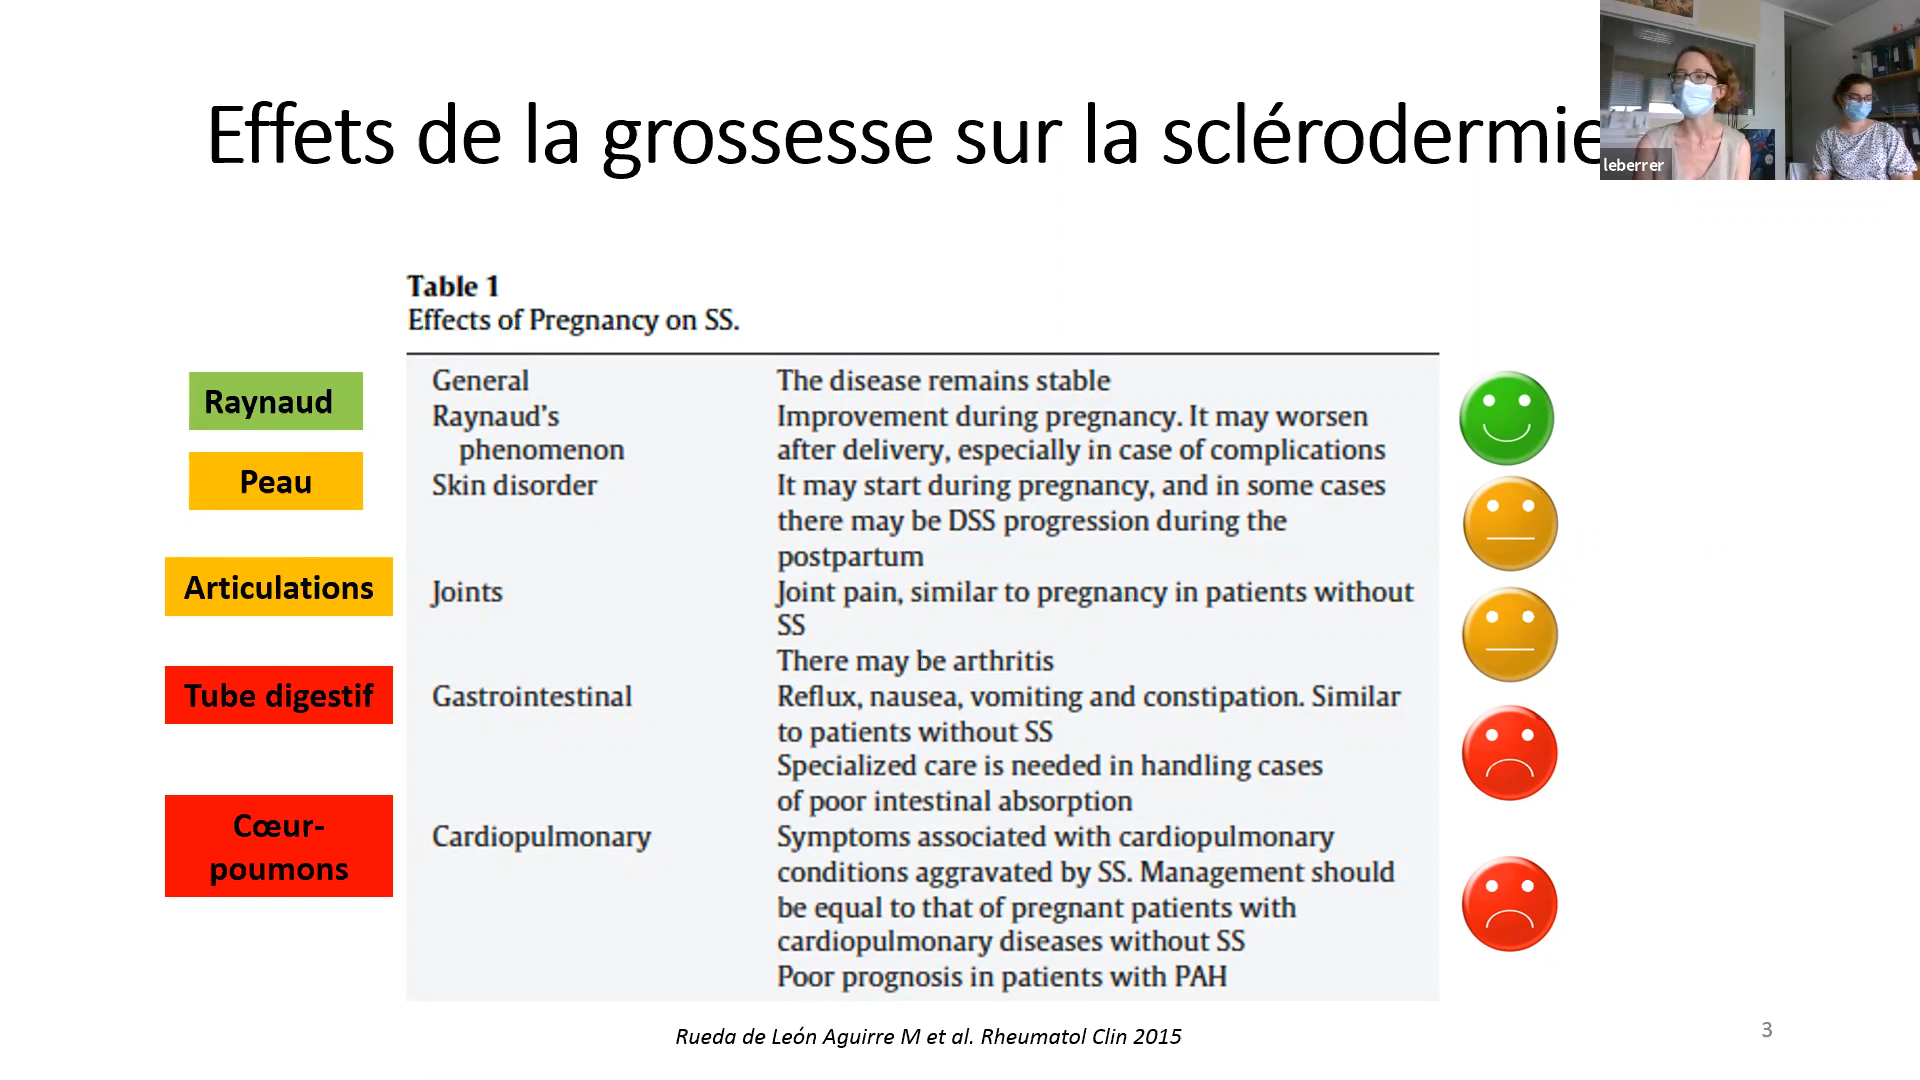 Effets de la grossesse sur la sclérodermie
leberrer
Table 1
Effects of Pregnancy on SS.
Raynaud
Peau
Articulations
Tube digestif
Cœur-
poumons
General The disease remains stable
Raynaud's Improvement during pregnancy. It may worsen
phenomenon after delivery, especially in case of complications
Skin disorder It may start during pregnancy, and in some cases
there may be DSS progression during the
postpartum
Joints Joint pain, similar to pregnancy in patients without
SS
There may be arthritis
Gastrointestinal Reflux, nausea, vomiting and constipation. Similar
to patients without SS
Specialized care is needed in handling cases
of poor intestinal absorption
Cardiopulmonary Symptoms associated with cardiopulmonary
conditions aggravated by SS. Management should
be equal to that of pregnant patients with
cardiopulmonary diseases without SS
Poor prognosis in patients with PAH
Rueda de León Aguirre M et al. Rheumatol Clin 2015
3